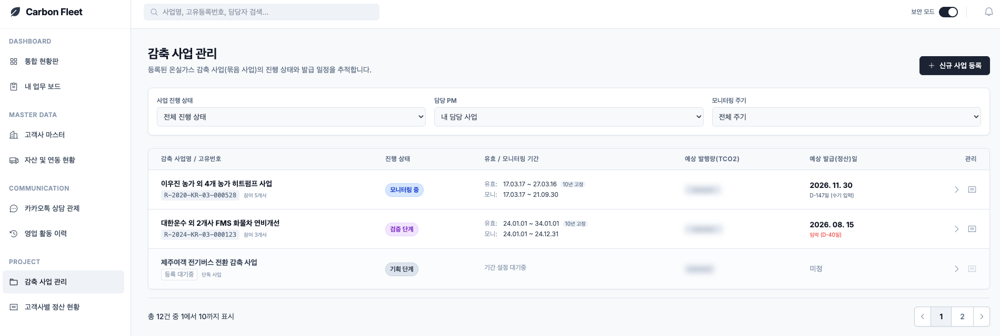 Carbon Fleet
사업명, 고유등록번호, 담당자 검색...
보안 모드
DASHBOARD
통합 현황판
내 업무 보드
MASTER DATA
고객사 마스터
자산 및 연동 현황
COMMUNICATION
카카오톡 상담 관제
영업 활동 이력
PROJECT
감축 사업 관리
고객사별 정산 현황
감축 사업 관리
등록된 온실가스 감축 사업(묶음 사업)의 진행 상태와 발급 일정을 추적합니다.
신규 사업 등록
사업 진행 상태 담당 PM 모니터링 주기
전체 진행 상태 내 담당 사업 전체 주기
감축 사업명 / 고유번호 진행 상태 유효 / 모니터링 기간 예상 발행량(TCO2) 예상 발급(정산)일 관리
이우진 농가 외 4개 농가 히트펌프 사업
R-2020-KR-03-000528 참여 5개사
모니터링 중
유효: 17.03.17 ~ 27.03.16 10년 고정
모니: 17.03.17 ~ 21.09.30
2026. 11. 30
D-147일 (수기 입력)
대한운수 외 2개사 FMS 화물차 연비개선
R-2024-KR-03-000123 참여 3개사
검증 단계
유효: 24.01.01 ~ 34.01.01 10년 고정
모니: 24.01.01 ~ 24.12.31
2026. 08. 15
임박 (D-40일)
제주여객 전기버스 전환 감축 사업
등록 대기중 단독 사업
기획 단계
기간 설정 대기중
미정
총 12건 중 1에서 10까지 표시
1 2